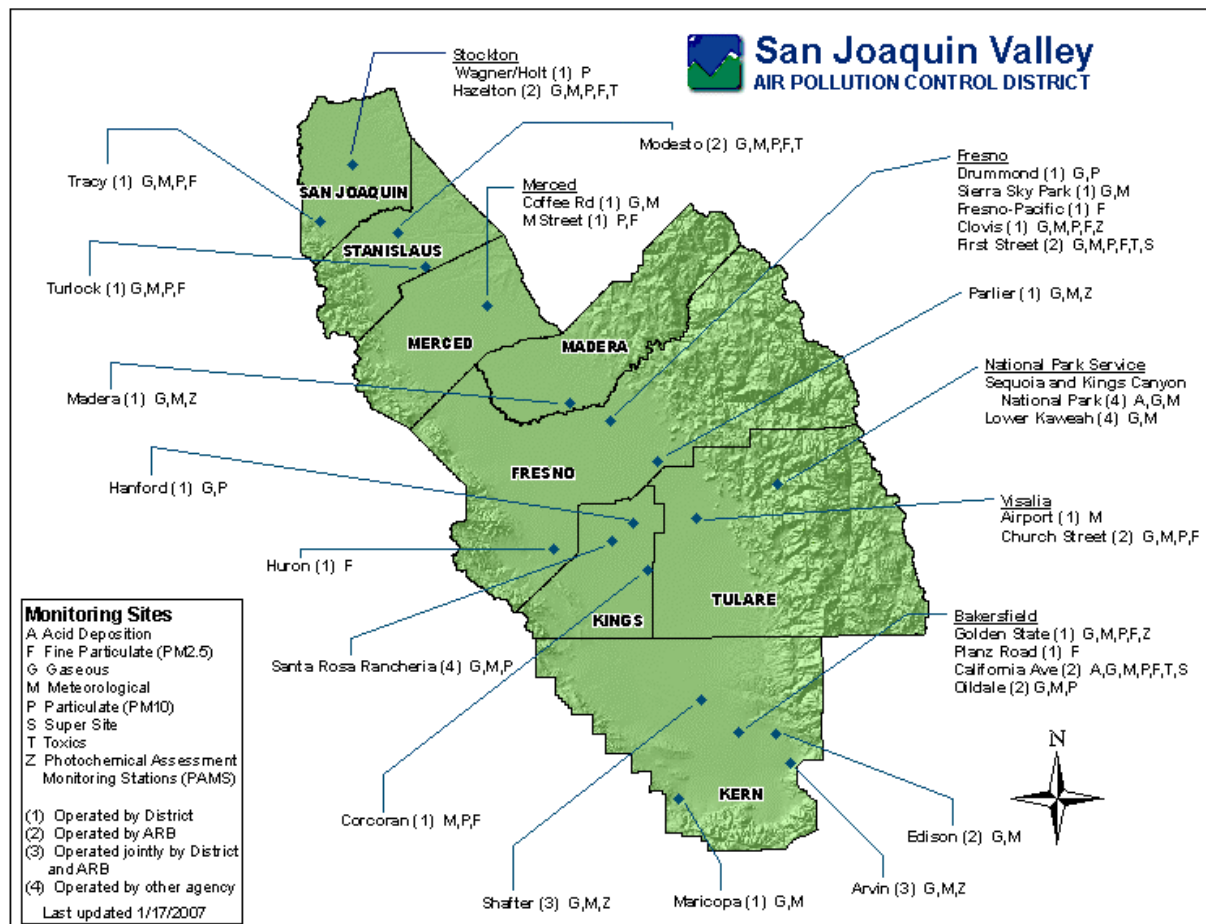 San Joaquin Valley
AIR POLLUTION CONTROL DISTRICT
Stockton
Wagner/Holt (1) P
Hazelton (2) G,M,P,F,T
Modesto (2) G,M,P,F,T
Tracy (1) G,M,P,F
Merced
Coffee Rd (1) G,M
M Street (1) P,F
Fresno
Drummond (1) G,P
Sierra Sky Park (1) G,M
Fresno-Pacific (1) F
Clovis (1) G,M,P,F,Z
First Street (2) G,M,P,F,T,S
Turlock (1) G,M,P,F
Parlier (1) G,M,Z
Madera (1) G,M,Z
National Park Service
Sequoia and Kings Canyon
National Park (4) A,G,M
Lower Kaweah (4) G,M
Hanford (1) G,P
Visalia
Airport (1) M
Church Street (2) G,M,P,F
Huron (1) F
SAN JOAQUIN
STANISLAUS
MERCED
MADERA
FRESNO
TULARE
KINGS
KERN
Santa Rosa Rancheria (4) G,M,P
Bakersfield
Golden State (1) G,M,P,F,Z
Planz Road (1) F
California Ave (2) A,G,M,P,F,T,S
Oildale (2) G,M,P
Corcoran (1) M,P,F
Edison (2) G,M
Arvin (3) G,M,Z
Shafter (3) G,M,Z
Maricopa (1) G,M
N
Monitoring Sites
A Acid Deposition
F Fine Particulate (PM2.5)
G Gaseous
M Meteorological
P Particulate (PM10)
S Super Site
T Toxics
Z Photochemical Assessment
Monitoring Stations (PAMS)
(1) Operated by District
(2) Operated by ARB
(3) Operated jointly by District
and ARB
(4) Operated by other agency
Last updated 1/17/2007